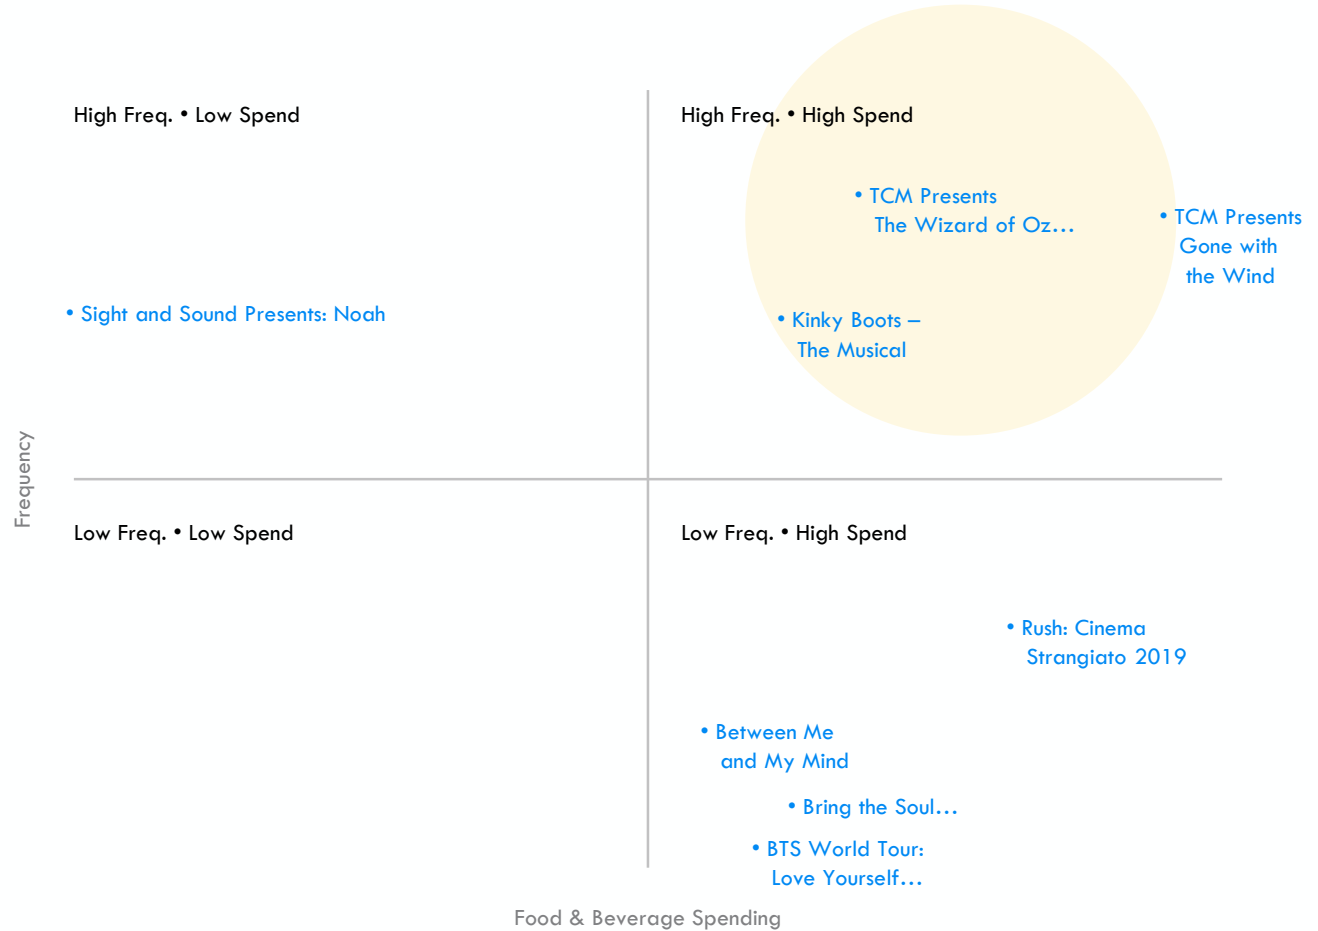 High Freq. • Low Spend
High Freq. • High Spend
• TCM Presents
The Wizard of Oz…
• TCM Presents
Gone with
the Wind
• Sight and Sound Presents: Noah
• Kinky Boots –
The Musical
Frequency
Low Freq. • Low Spend
Low Freq. • High Spend
• Rush: Cinema
Strangiato 2019
• Between Me
and My Mind
• Bring the Soul…
• BTS World Tour:
Love Yourself…
Food & Beverage Spending